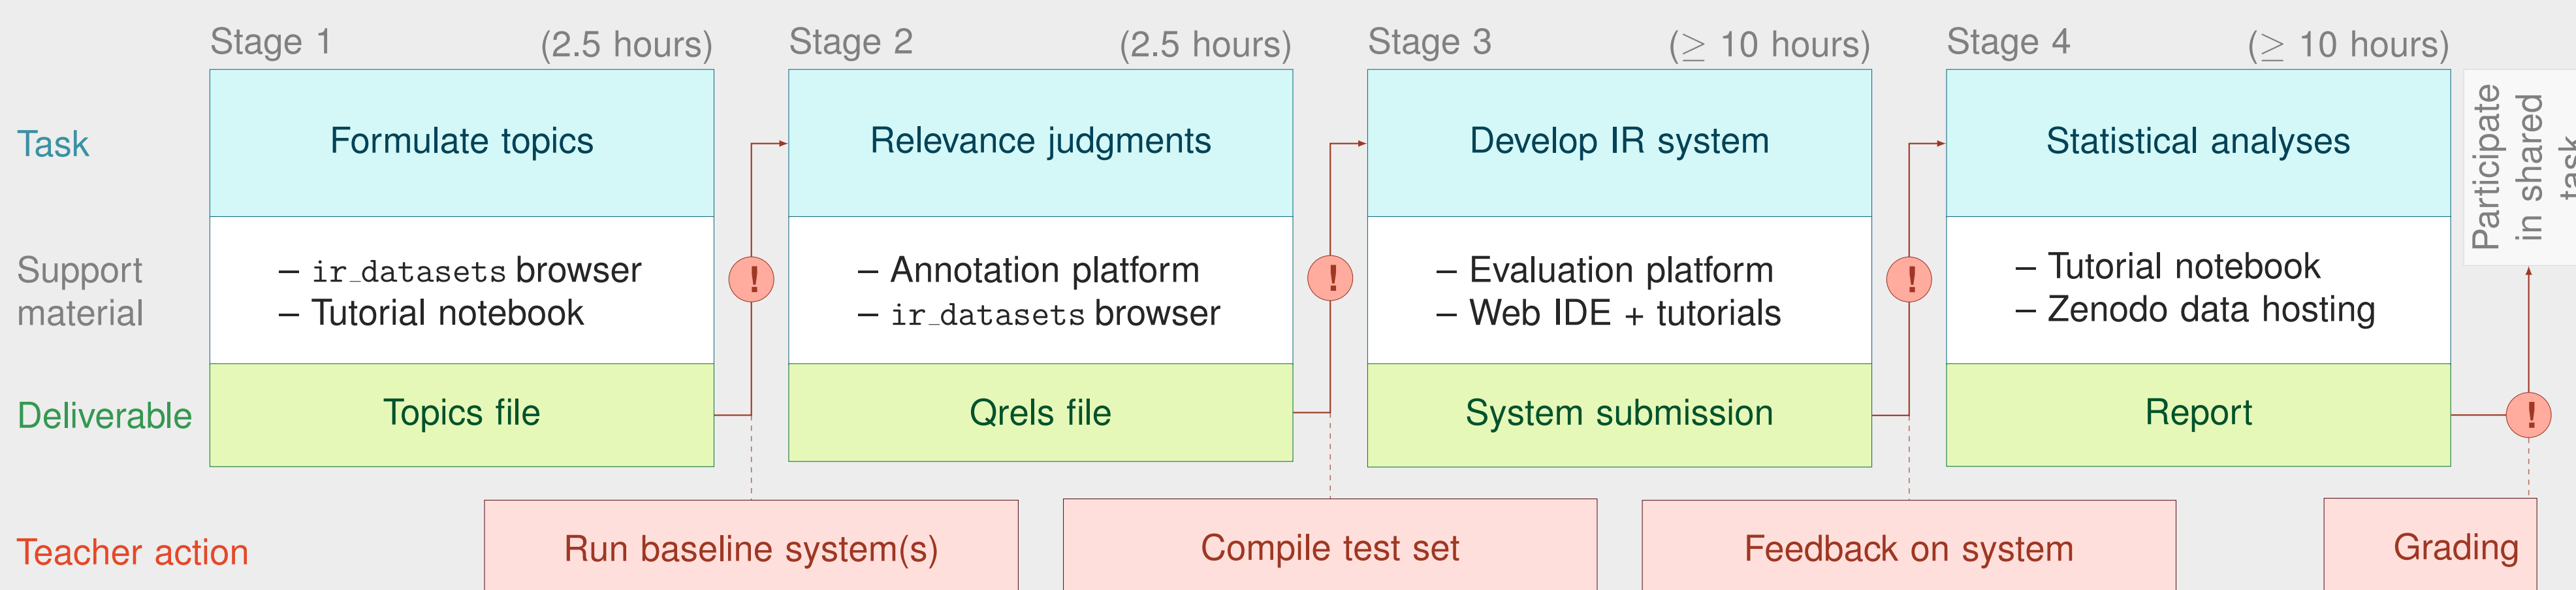 Stage 1 (2.5 hours)
Stage 2 (2.5 hours)
Stage 3 (≥ 10 hours)
Stage 4 (≥ 10 hours)
Task
Formulate topics
Relevance judgments
Develop IR system
Statistical analyses
Participate
in shared
task
Support
material
– ir_datasets browser
– Tutorial notebook
!
– Annotation platform
– ir_datasets browser
!
– Evaluation platform
– Web IDE + tutorials
!
– Tutorial notebook
– Zenodo data hosting
Deliverable
Topics file
Qrels file
System submission
Report
!
Teacher action
Run baseline system(s)
Compile test set
Feedback on system
Grading